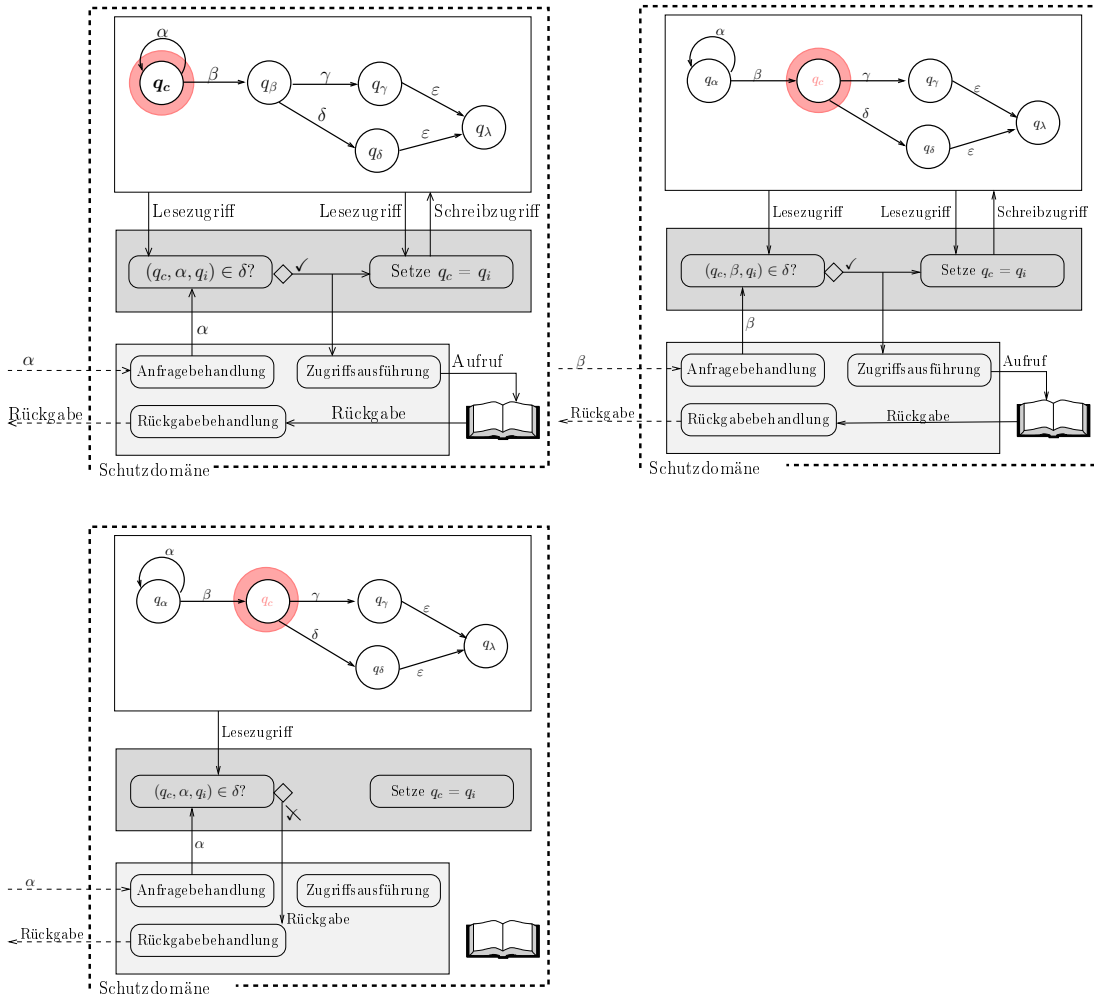 α
q_c β q_β γ q_γ ε
δ
q_δ ε q_λ
Lesezugriff Lesezugriff Schreibzugriff
(q_c, α, q_i) ∈ δ? ✓ Setze q_c = q_i
α
α Anfragebehandlung Zugriffsausführung Aufruf
Rückgabe Rückgabebehandlung Rückgabe
Schutzdomäne
α
q_α β q_c γ q_γ ε
δ
q_δ ε q_λ
Lesezugriff Lesezugriff Schreibzugriff
(q_c, β, q_i) ∈ δ? ✓ Setze q_c = q_i
β
β Anfragebehandlung Zugriffsausführung Aufruf
Rückgabe Rückgabebehandlung Rückgabe
Schutzdomäne
α
q_α β q_c γ q_γ ε
δ
q_δ ε q_λ
Lesezugriff
(q_c, α, q_i) ∈ δ? Setze q_c = q_i
α
α Anfragebehandlung Zugriffsausführung
Rückgabe
Rückgabe Rückgabebehandlung
Schutzdomäne